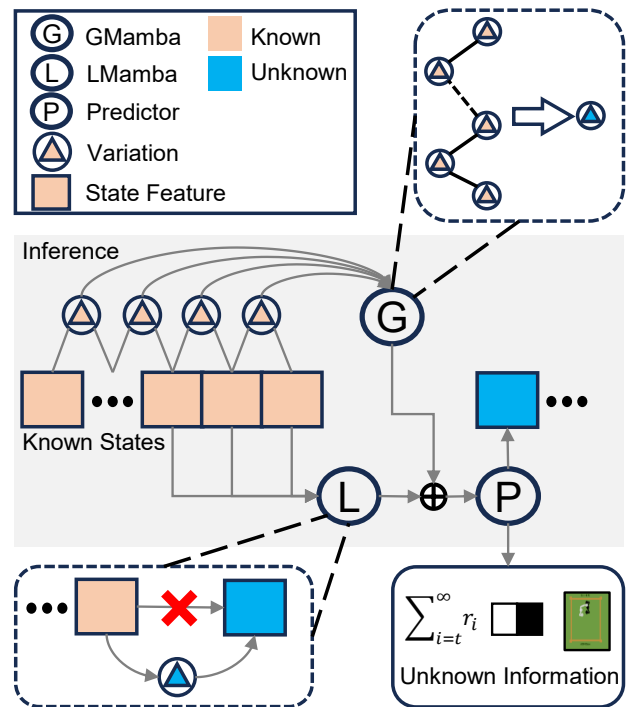 G GMamba
L LMamba
P Predictor
Variation
State Feature
Known
Unknown
Inference
G
Known States
L
P
∑_{i=t}^{∞} r_i
Unknown Information